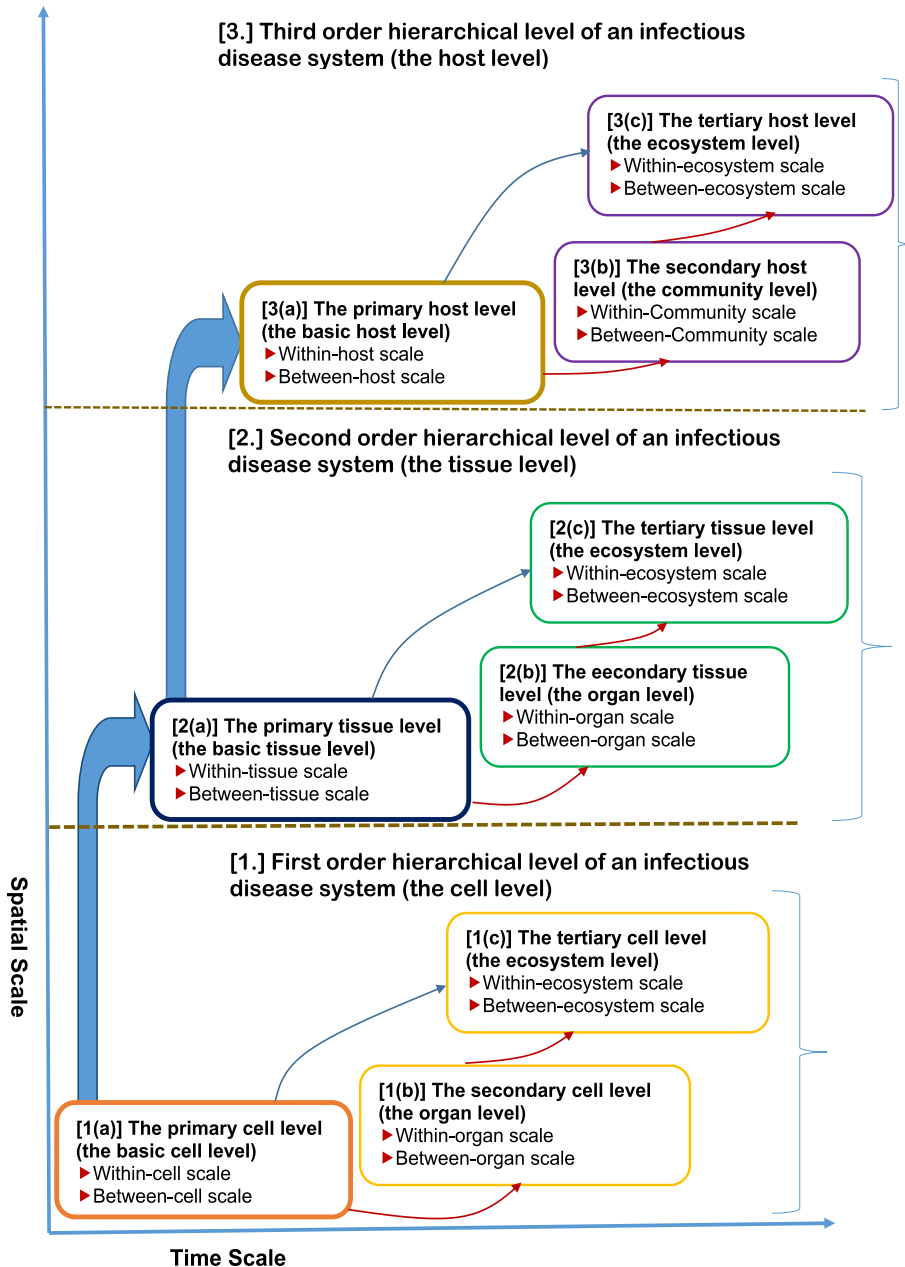 [3.] Third order hierarchical level of an infectious
disease system (the host level)
[3(c)] The tertiary host level
(the ecosystem level)
▶Within-ecosystem scale
▶Between-ecosystem scale
[3(b)] The secondary host
level (the community level)
▶Within-Community scale
▶Between-Community scale
[3(a)] The primary host level
(the basic host level)
▶Within-host scale
▶Between-host scale
[2.] Second order hierarchical level of an infectious
disease system (the tissue level)
[2(c)] The tertiary tissue level
(the ecosystem level)
▶Within-ecosystem scale
▶Between-ecosystem scale
[2(b)] The eecondary tissue
level (the organ level)
▶Within-organ scale
▶Between-organ scale
[2(a)] The primary tissue level
(the basic tissue level)
▶Within-tissue scale
▶Between-tissue scale
[1.] First order hierarchical level of an infectious
disease system (the cell level)
[1(c)] The tertiary cell level
(the ecosystem level)
▶Within-ecosystem scale
▶Between-ecosystem scale
[1(b)] The secondary cell level
(the organ level)
▶Within-organ scale
▶Between-organ scale
[1(a)] The primary cell level
(the basic cell level)
▶Within-cell scale
▶Between-cell scale
Spatial Scale
Time Scale